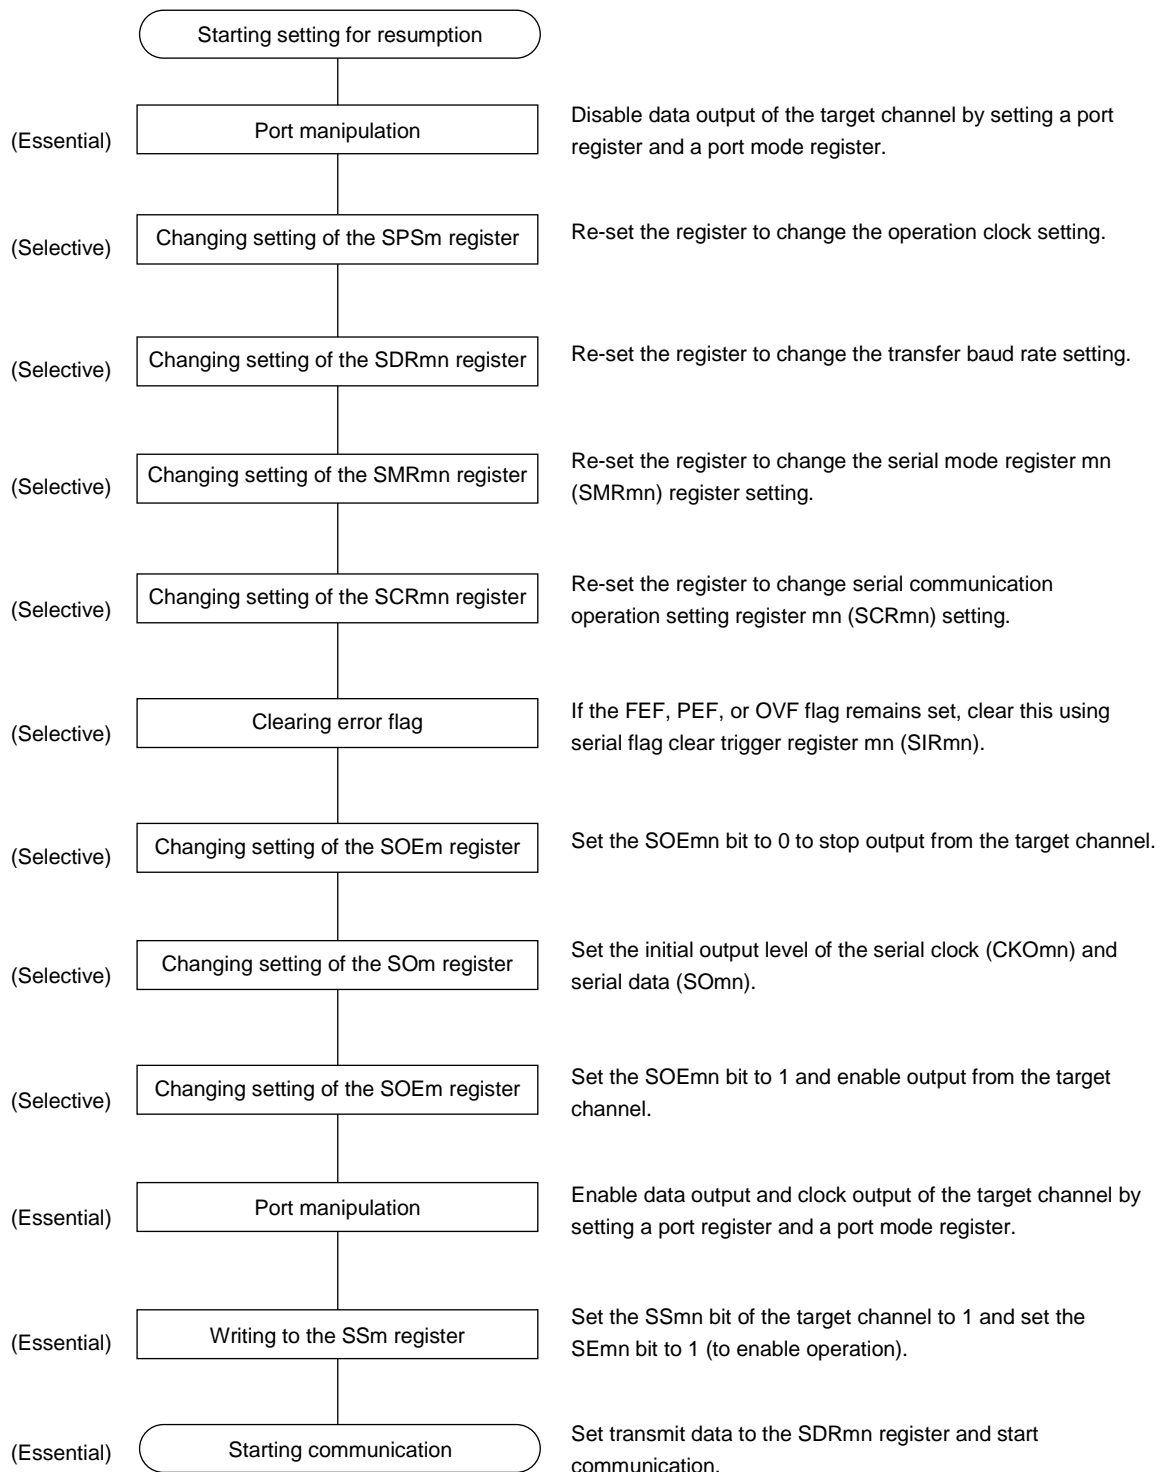 Starting setting for resumption
(Essential)
Port manipulation
Disable data output of the target channel by setting a port
register and a port mode register.
(Selective)
Changing setting of the SPSm register
Re-set the register to change the operation clock setting.
(Selective)
Changing setting of the SDRmn register
Re-set the register to change the transfer baud rate setting.
(Selective)
Changing setting of the SMRmn register
Re-set the register to change the serial mode register mn
(SMRmn) register setting.
(Selective)
Changing setting of the SCRmn register
Re-set the register to change serial communication
operation setting register mn (SCRmn) setting.
(Selective)
Clearing error flag
If the FEF, PEF, or OVF flag remains set, clear this using
serial flag clear trigger register mn (SIRmn).
(Selective)
Changing setting of the SOEm register
Set the SOEmn bit to 0 to stop output from the target channel.
(Selective)
Changing setting of the SOm register
Set the initial output level of the serial clock (CKOmn) and
serial data (SOmn).
(Selective)
Changing setting of the SOEm register
Set the SOEmn bit to 1 and enable output from the target
channel.
(Essential)
Port manipulation
Enable data output and clock output of the target channel by
setting a port register and a port mode register.
(Essential)
Writing to the SSm register
Set the SSmn bit of the target channel to 1 and set the
SEmn bit to 1 (to enable operation).
(Essential)
Starting communication
Set transmit data to the SDRmn register and start
communication.